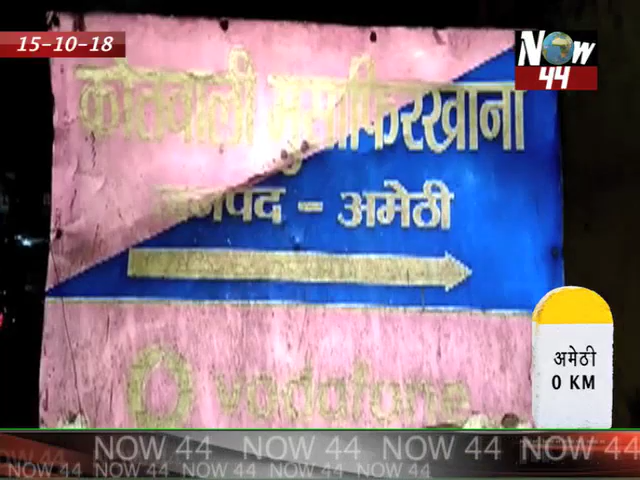 15-10-18
NOW
44
कोतवाली मुसाफिरखाना
जनपद - अमेठी
vodafone
अमेठी
0 KM
NOW 44 NOW 44 NOW 44 NOW 44
NOW 44 NOW 44 NOW 44 NOW 44 NOW 44